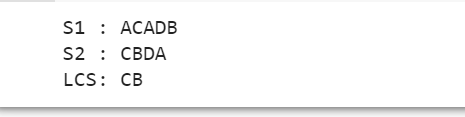 S1 : ACADB
S2 : CBDA
LCS: CB